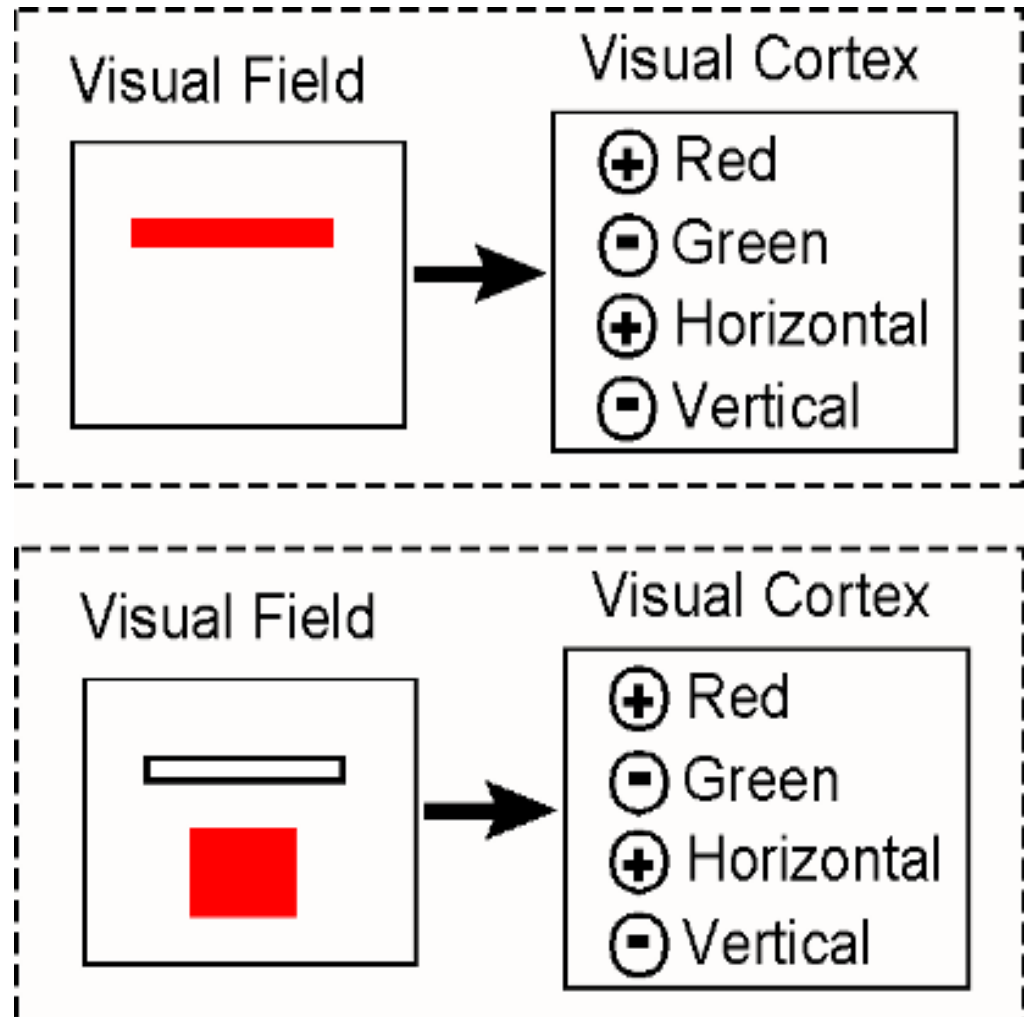 Visual Field
Visual Cortex
+ Red
- Green
+ Horizontal
- Vertical
Visual Field
Visual Cortex
+ Red
- Green
+ Horizontal
- Vertical